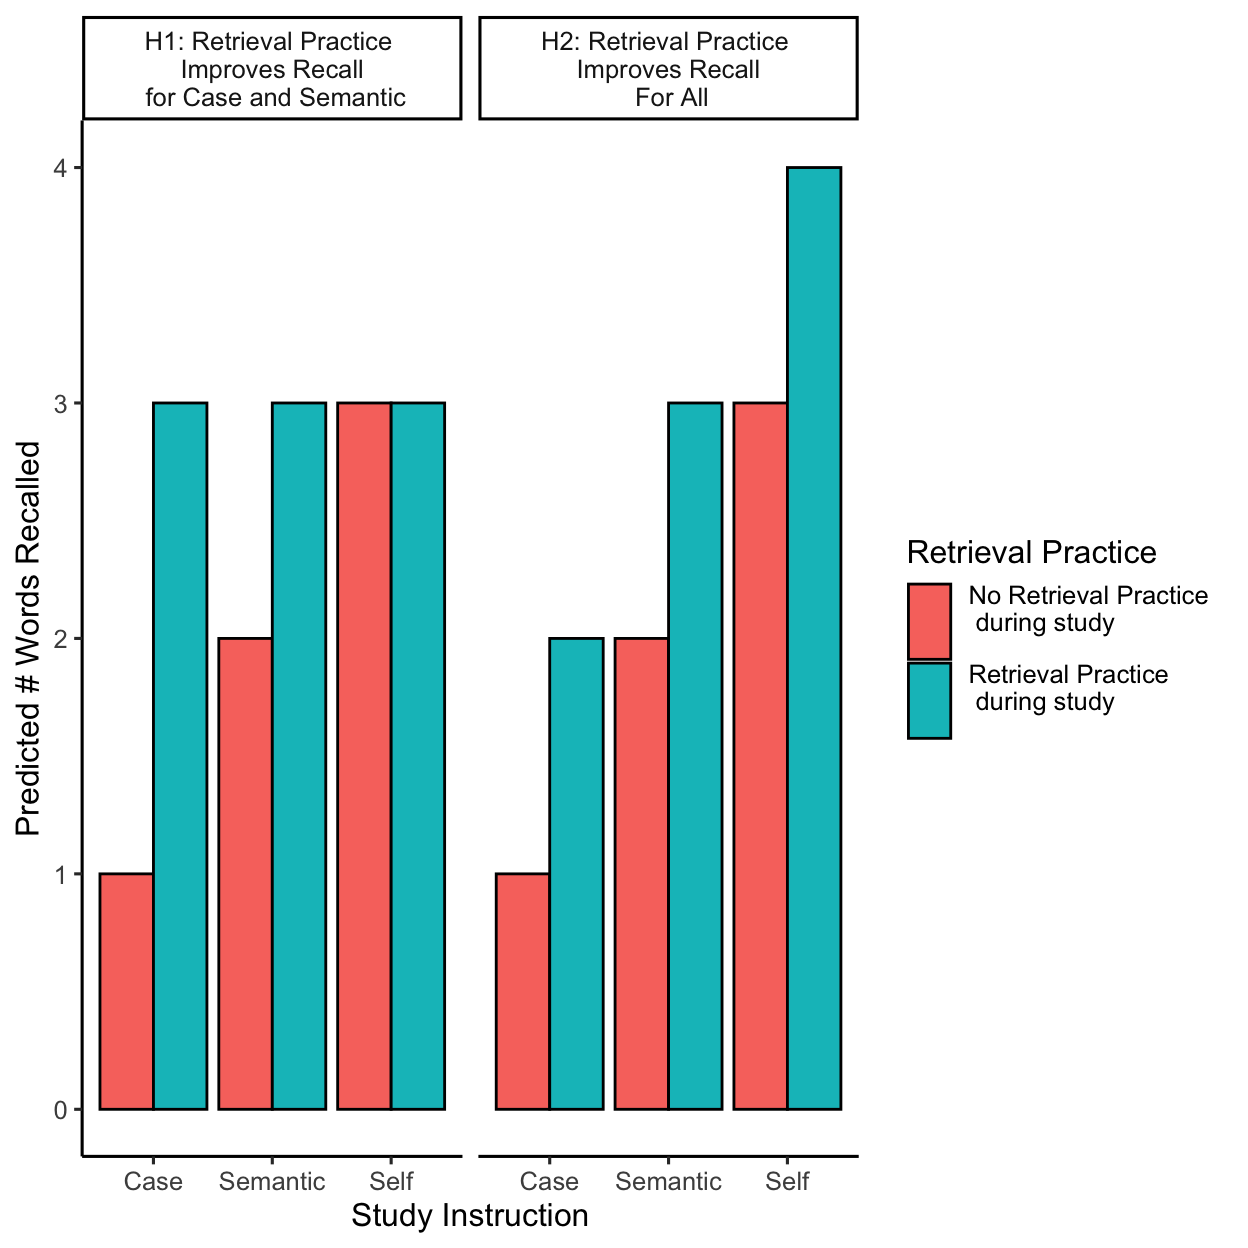 H1: Retrieval Practice
Improves Recall
for Case and Semantic
H2: Retrieval Practice
Improves Recall
For All
4
3
2
1
0
Predicted # Words Recalled
Case Semantic Self
Case Semantic Self
Study Instruction
Retrieval Practice
No Retrieval Practice
during study
Retrieval Practice
during study